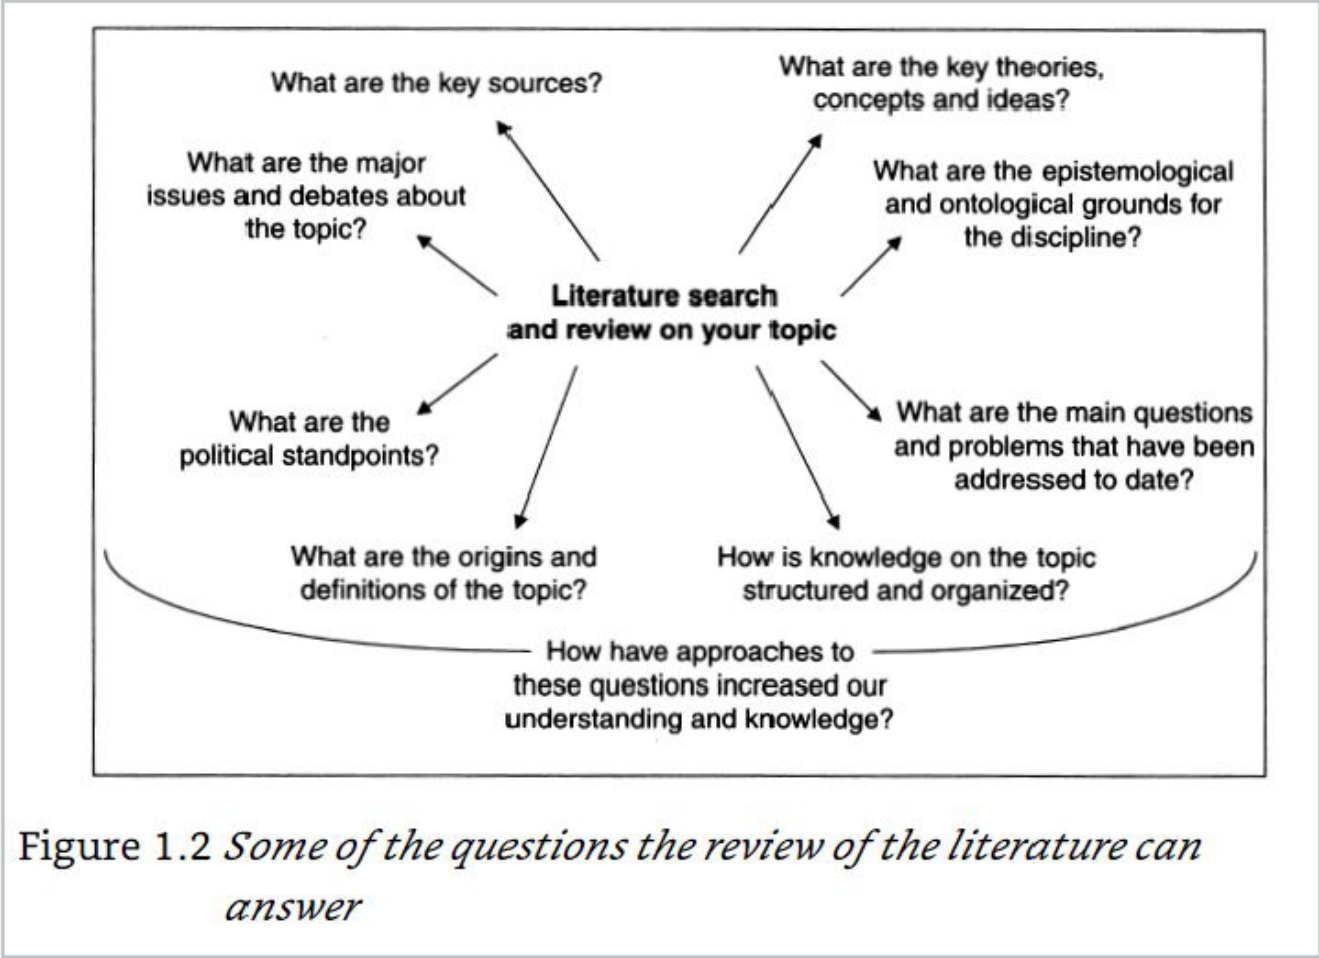 What are the key sources?
What are the key theories,
concepts and ideas?
What are the major
issues and debates about
the topic?
What are the epistemological
and ontological grounds for
the discipline?
Literature search
and review on your topic
What are the
political standpoints?
What are the main questions
and problems that have been
addressed to date?
What are the origins and
definitions of the topic?
How is knowledge on the topic
structured and organized?
How have approaches to
these questions increased our
understanding and knowledge?
Figure 1.2 Some of the questions the review of the literature can
answer